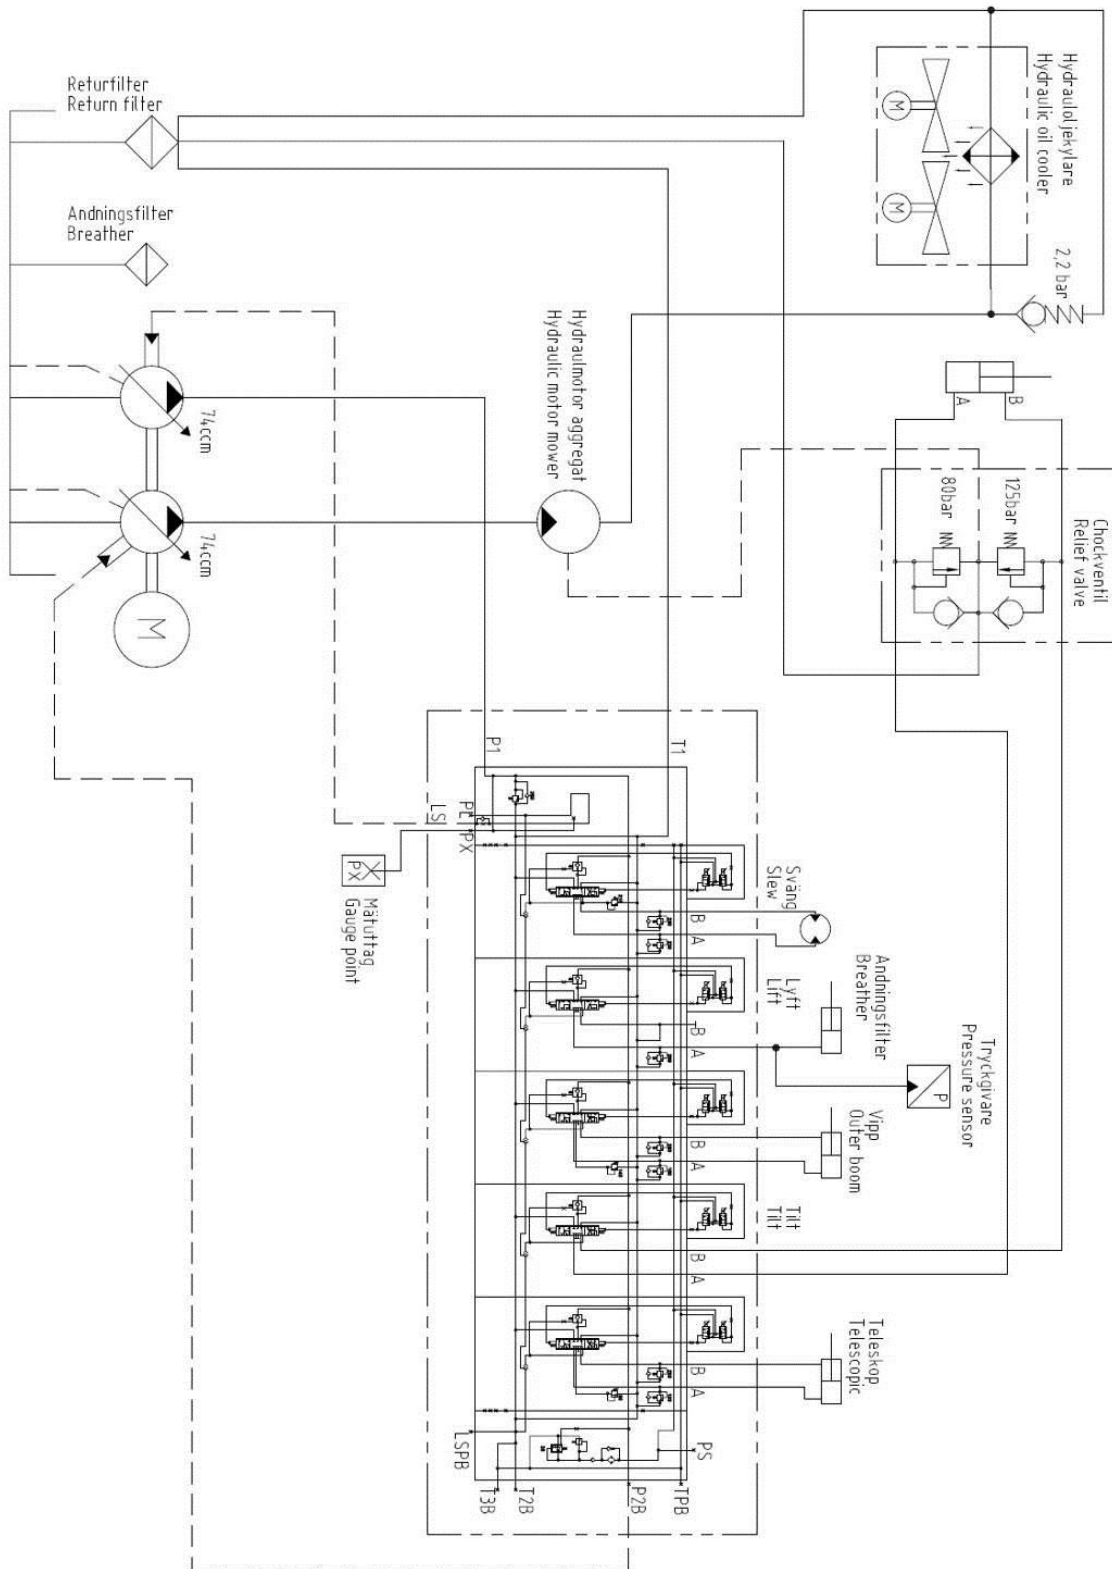 Returfilter
Return filter
Andningsfilter
Breather
74ccm
74ccm
M
Hydraulmotor aggregat
Hydraulic motor mower
Hydrauloljekylare
Hydraulic oil cooler
M
M
2,2 bar
A
B
Chockventil
Relief valve
125bar
80bar
P1
T1
PL
LS
PX
PX
Mätuttag
Gauge point
Sväng
Slew
B
A
Andningsfilter
Breather
Lyft
Lift
B
A
Tryckgivare
Pressure sensor
P
Vipp
Outer boom
B
A
Tilt
Tilt
B
A
Teleskop
Telescopic
B
A
LSPB
PS
T3B
T2B
P2B
TPB